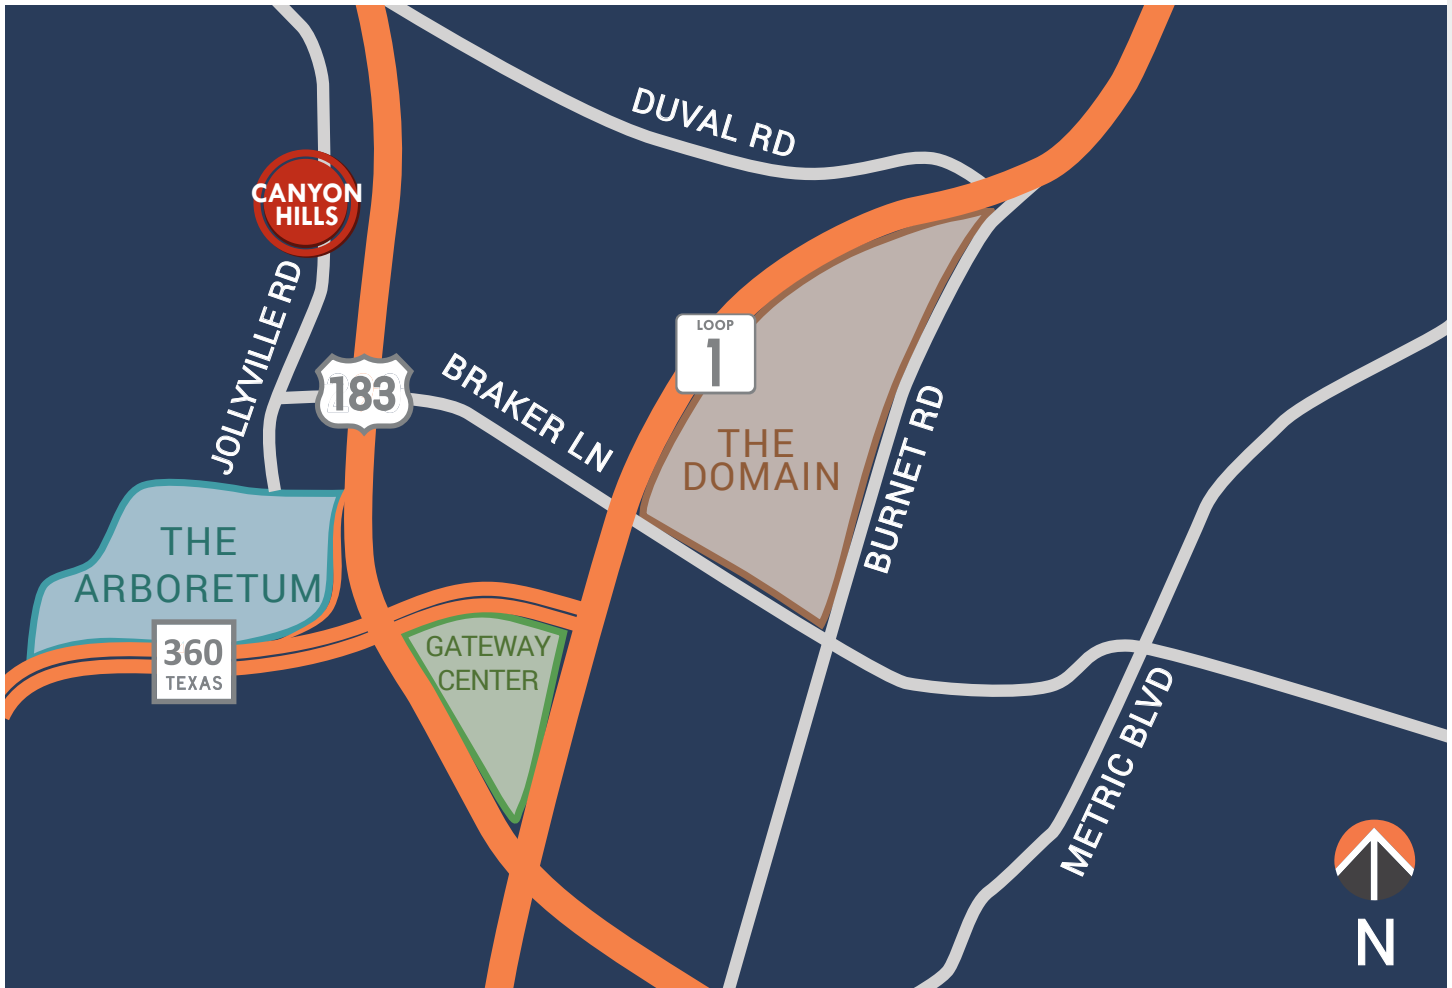 DUVAL RD
CANYON
HILLS
JOLLYVILLE RD
LOOP
1
183
BRAKER LN
BURNET RD
THE
DOMAIN
THE
ARBORETUM
360
TEXAS
GATEWAY
CENTER
METRIC BLVD
N